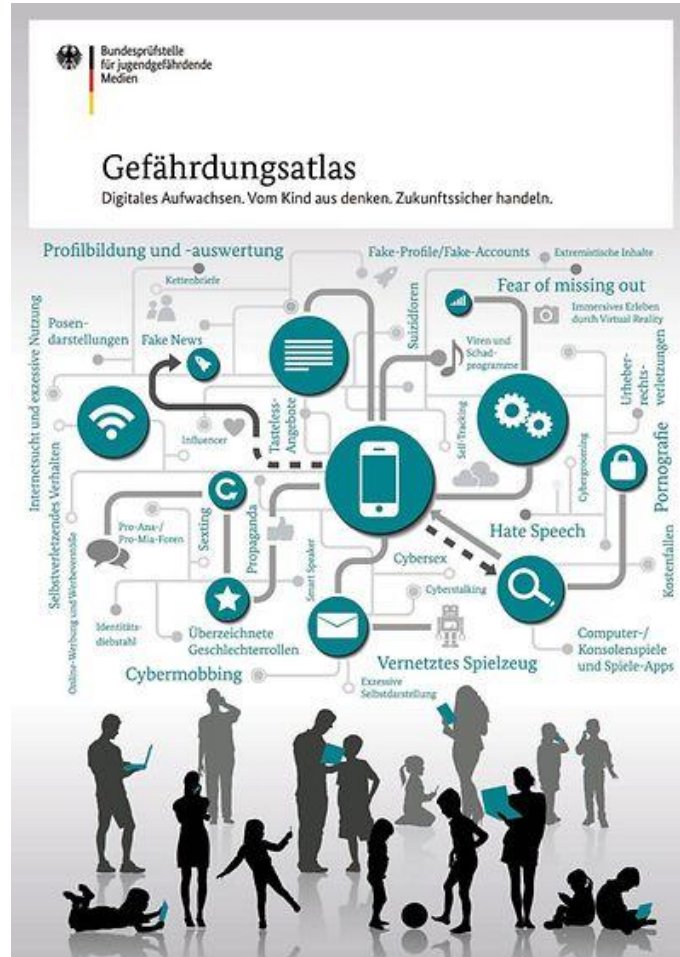 Bundesprüfstelle
für jugendgefährdende
Medien
Gefährdungsatlas
Digitales Aufwachsen. Vom Kind aus denken. Zukunftssicher handeln.
Profilbildung und -auswertung
Fake-Profile/Fake-Accounts
Extremistische Inhalte
Kettenbriefe
Fear of missing out
Internetsucht und exzessive Nutzung
Posen-
darstellungen
Fake News
Suizidforen
Immersives Erleben
durch Virtual Reality
Viren und
Schad-
programme
Urheber-
rechts-
verletzungen
Influencer
Tasteless-
Angebote
Self-Tracking
Cybergrooming
Pornografie
Selbstverletzendes Verhalten
Online-Werbung und Werbeverstöße
Pro-Ana-/
Pro-Mia-Foren
Sexting
Propaganda
Smart Speaker
Hate Speech
Cybersex
Kostenfallen
Cyberstalking
Identitäts-
diebstahl
Überzeichnete
Geschlechterrollen
Computer-/
Konsolenspiele
und Spiele-Apps
Cybermobbing
Vernetztes Spielzeug
Exzessive
Selbstdarstellung